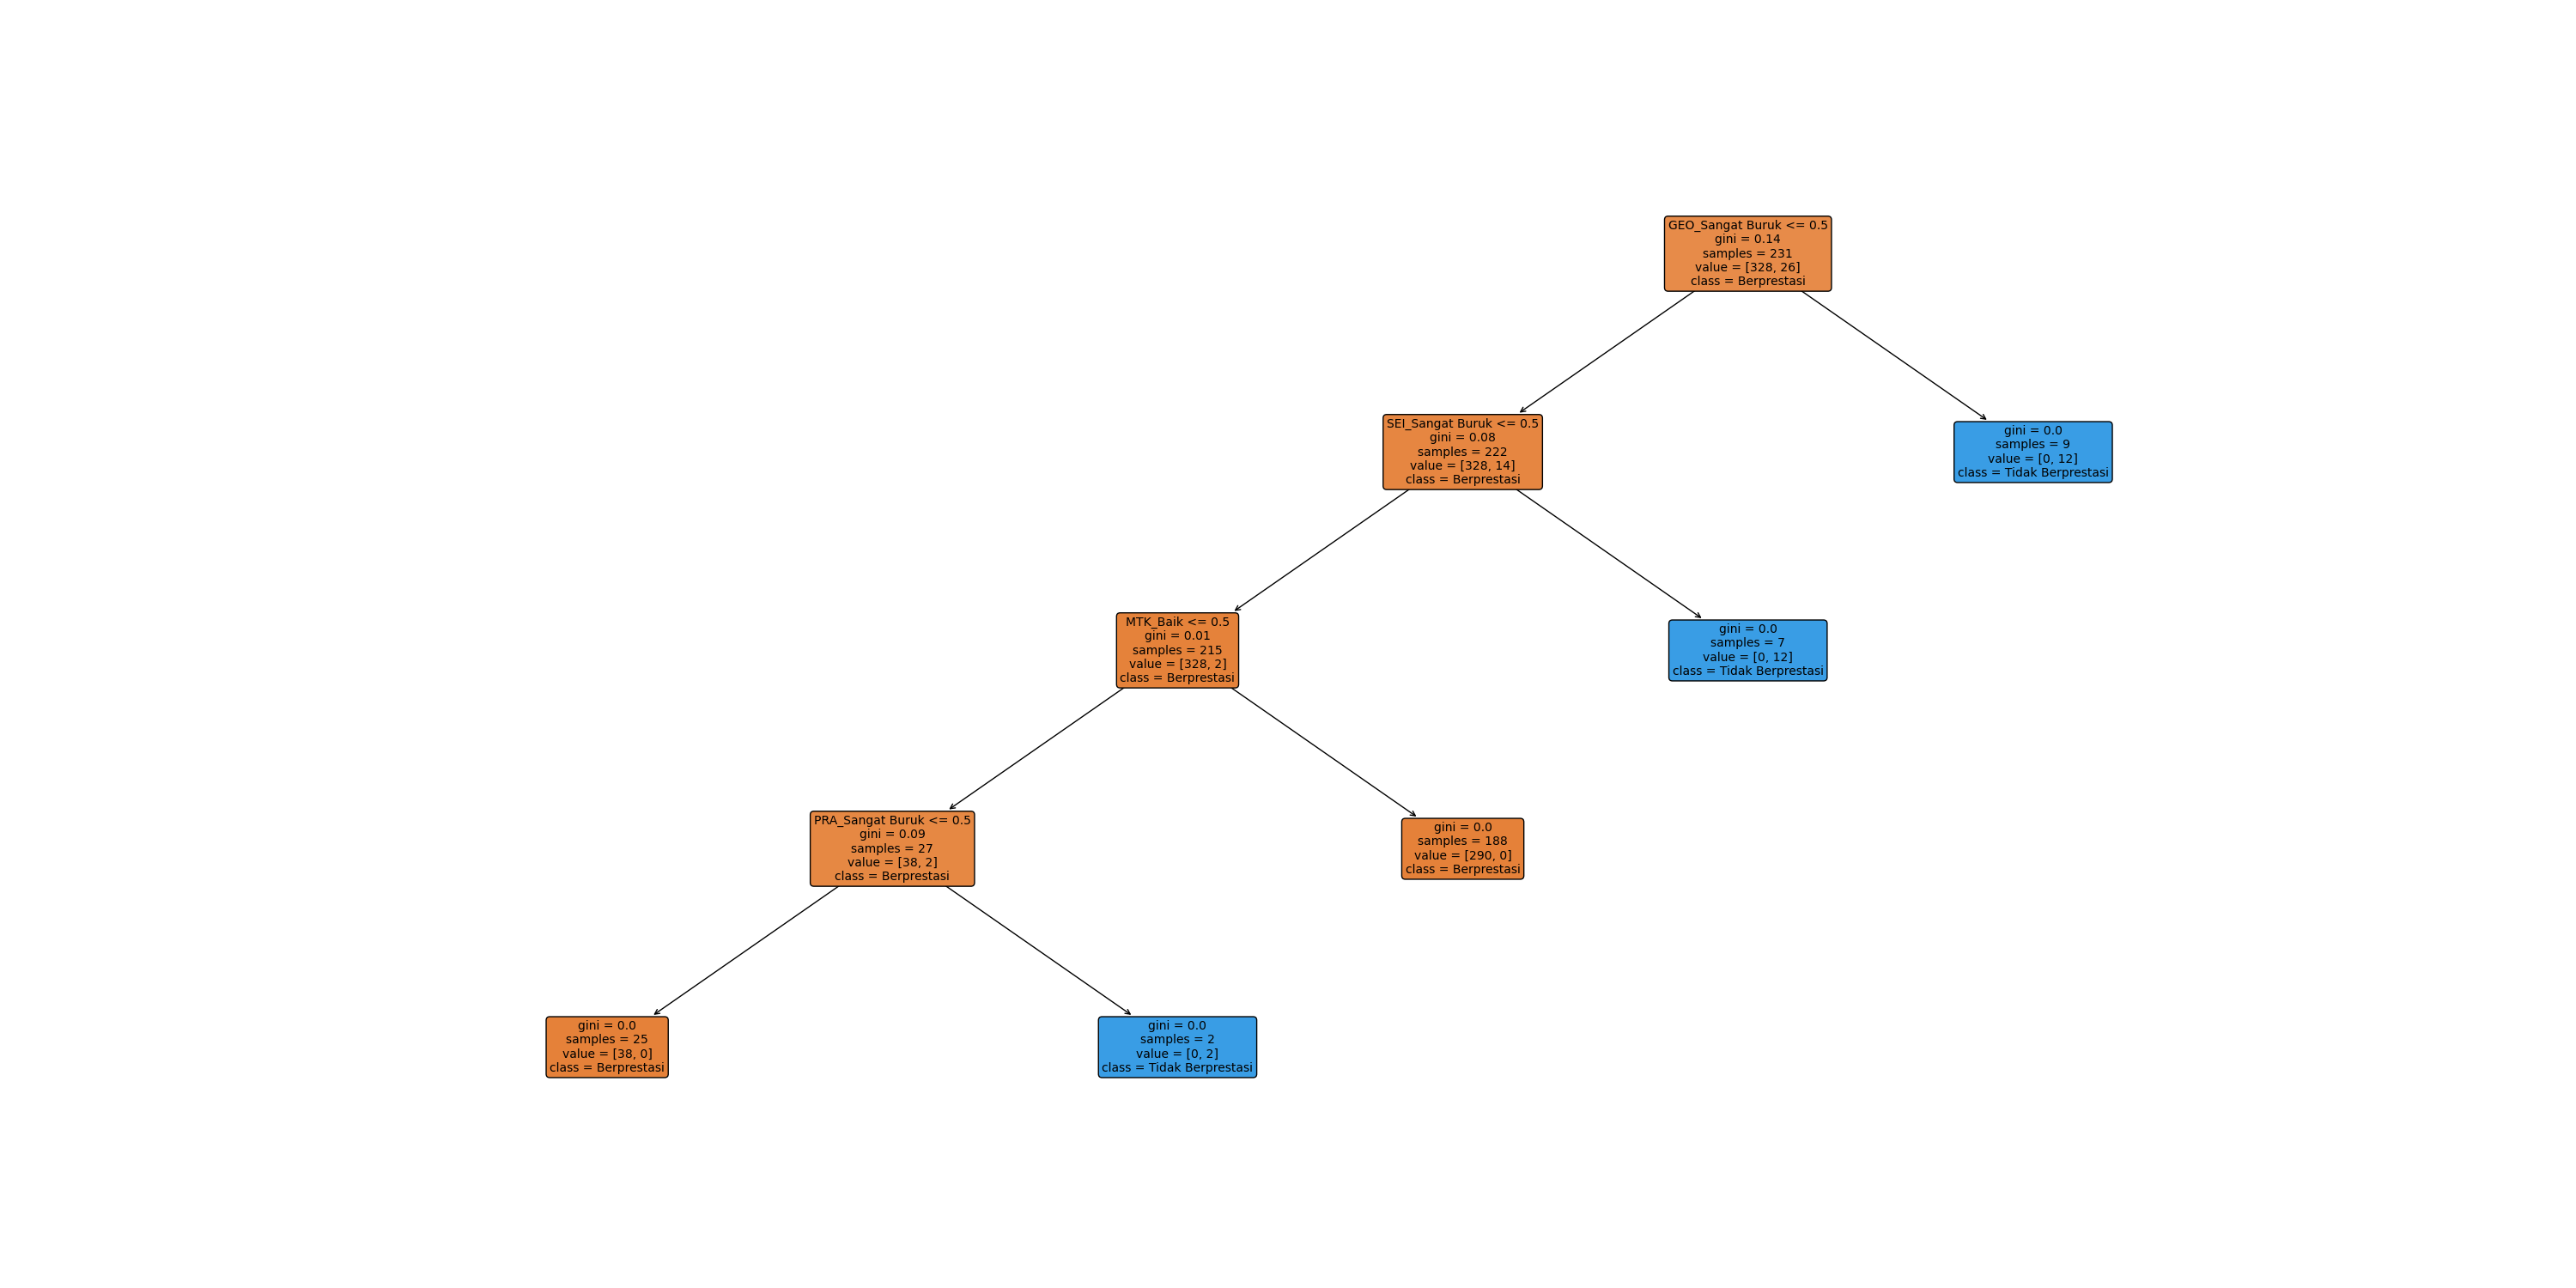 GEO_Sangat Buruk <= 0.5
gini = 0.14
samples = 231
value = [328, 26]
class = Berprestasi
SEI_Sangat Buruk <= 0.5
gini = 0.08
samples = 222
value = [328, 14]
class = Berprestasi
gini = 0.0
samples = 9
value = [0, 12]
class = Tidak Berprestasi
MTK_Baik <= 0.5
gini = 0.01
samples = 215
value = [328, 2]
class = Berprestasi
gini = 0.0
samples = 7
value = [0, 12]
class = Tidak Berprestasi
PRA_Sangat Buruk <= 0.5
gini = 0.09
samples = 27
value = [38, 2]
class = Berprestasi
gini = 0.0
samples = 188
value = [290, 0]
class = Berprestasi
gini = 0.0
samples = 25
value = [38, 0]
class = Berprestasi
gini = 0.0
samples = 2
value = [0, 2]
class = Tidak Berprestasi